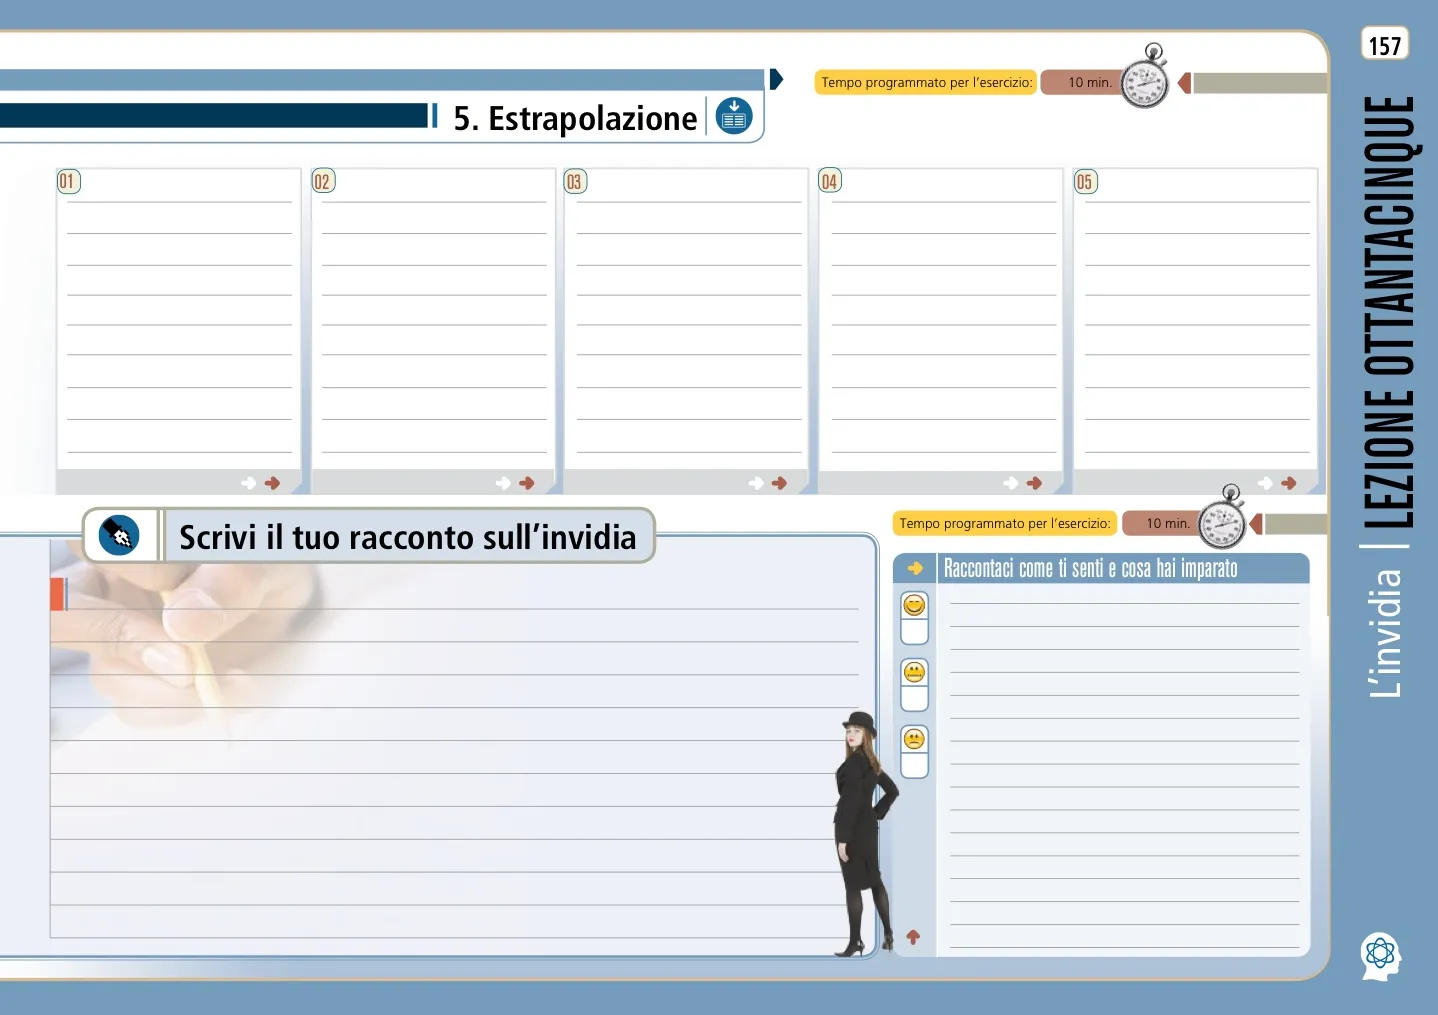 157
Tempo programmato per l'esercizio: 10 min.
5. Estrapolazione
01 02 03 04 05
Scrivi il tuo racconto sull'invidia
Tempo programmato per l'esercizio: 10 min.
Raccontaci come ti senti e cosa hai imparato
L'invidia | LEZIONE OTTANTACINQUE